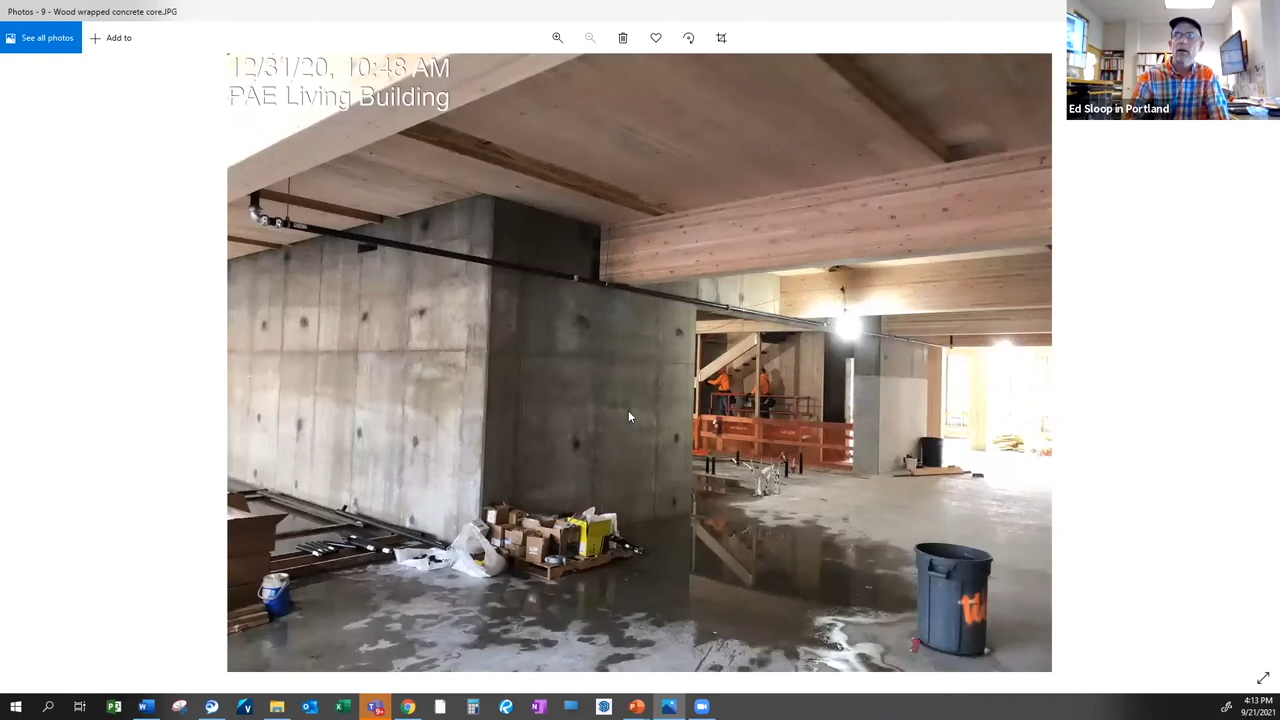 Photos - 9 - Wood wrapped concrete core.JPG
See all photos
Add to
12/31/20, 10:48 AM
PAE Living Building
Ed Sloop in Portland
4:13 PM
9/21/2021